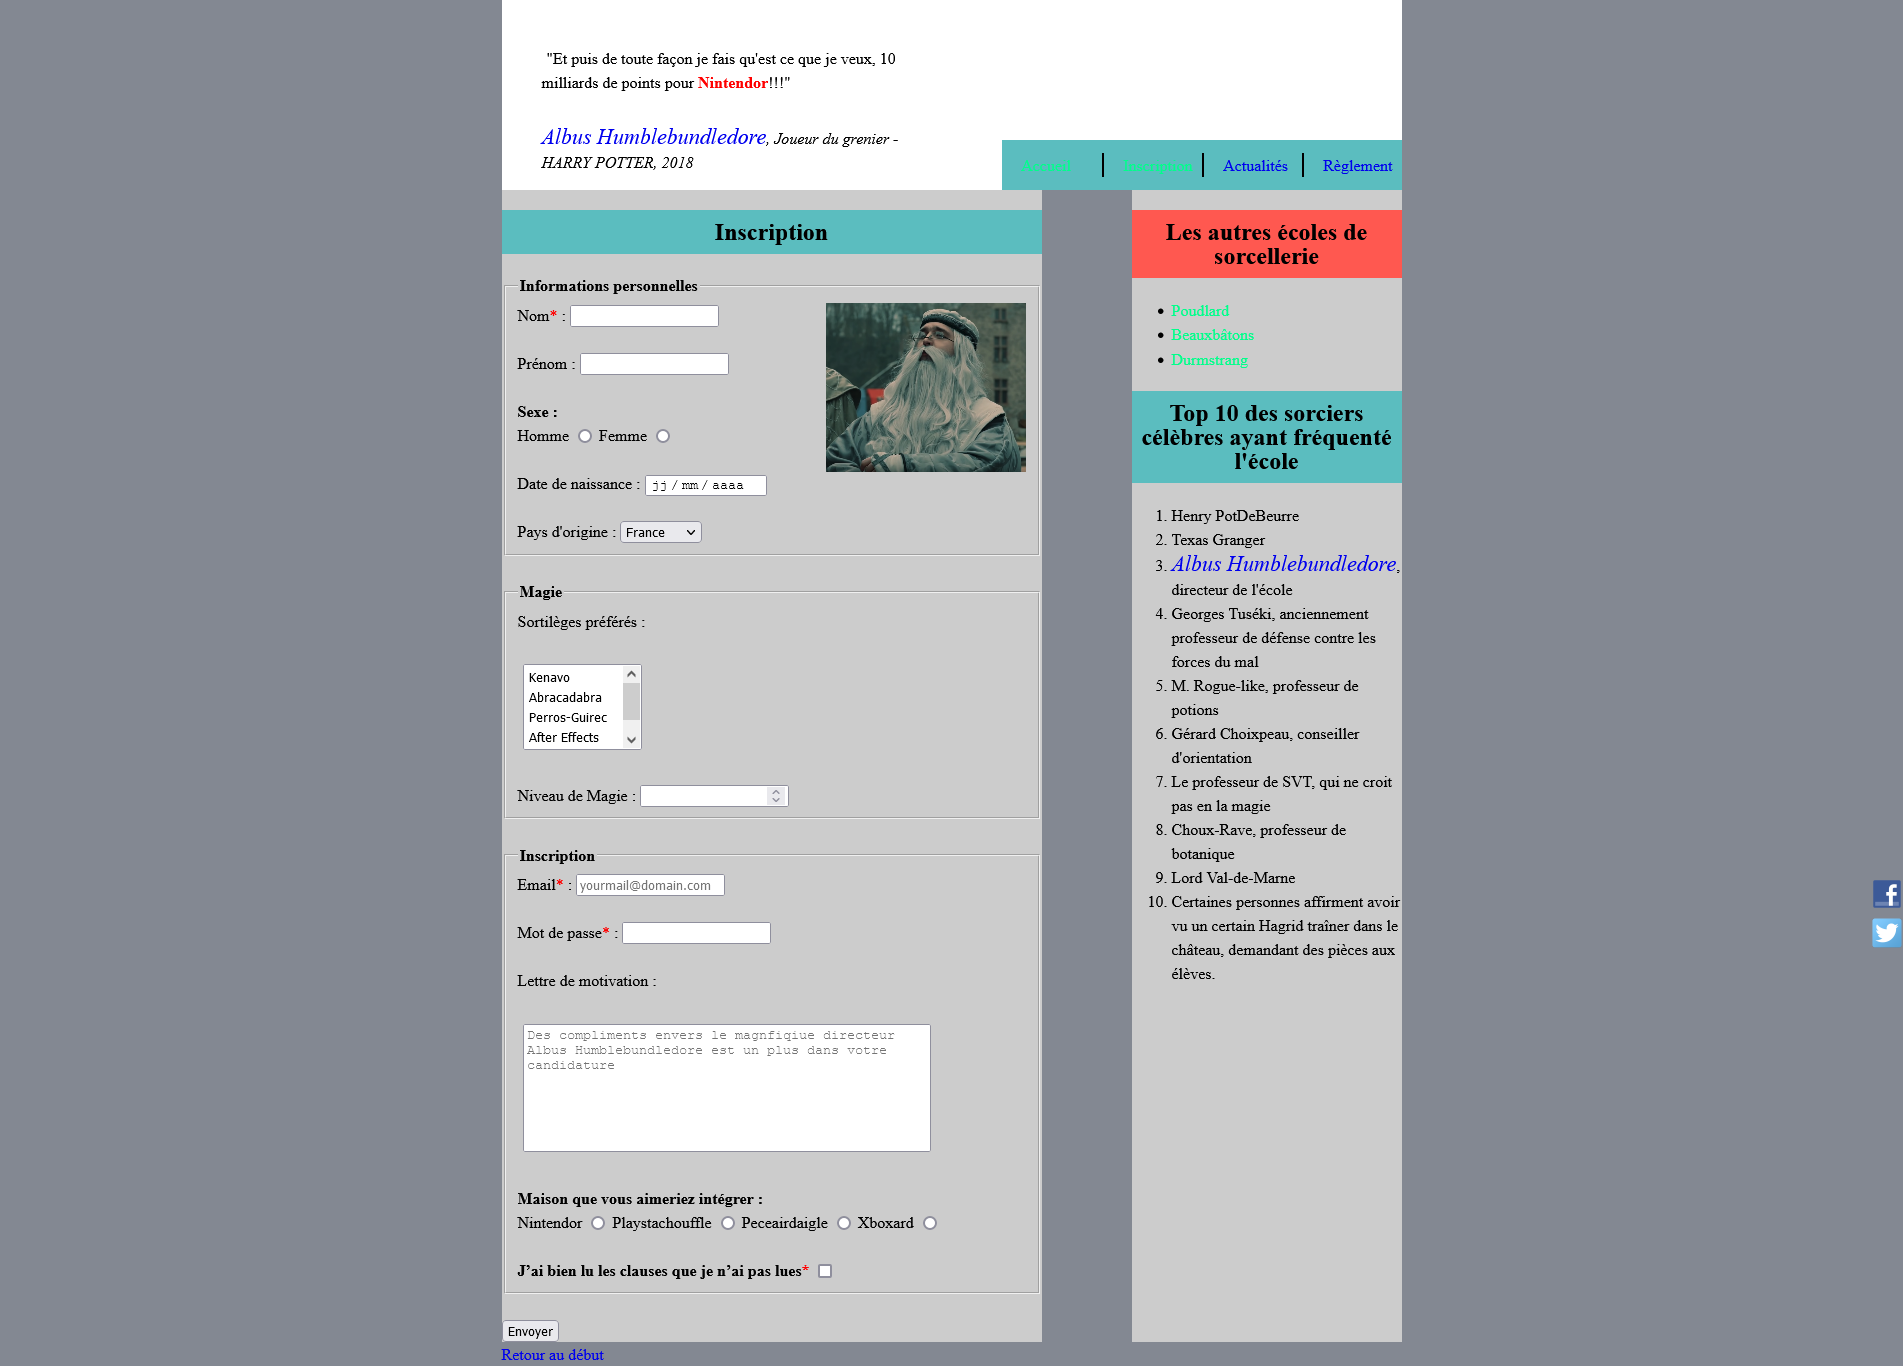 "Et puis de toute façon je fais qu'est ce que je veux, 10
milliards de points pour Nintendor!!!"
Albus Humblebundledore, Joueur du grenier -
HARRY POTTER, 2018
Accueil
Inscription
Actualités
Règlement
Inscription
Informations personnelles
Nom* :
Prénom :
Sexe :
Homme Femme
Date de naissance : jj / mm / aaaa
Pays d'origine : France
Magie
Sortilèges préférés :
Kenavo
Abracadabra
Perros-Guirec
After Effects
Niveau de Magie :
Inscription
Email* : yourmail@domain.com
Mot de passe* :
Lettre de motivation :
Des compliments envers le magnfiqiue directeur
Albus Humblebundledore est un plus dans votre
candidature
Maison que vous aimeriez intégrer :
Nintendor Playstachouffle Peceairdaigle Xboxard
J’ai bien lu les clauses que je n’ai pas lues*
Envoyer
Retour au début
Les autres écoles de
sorcellerie
• Poudlard
• Beauxbâtons
• Durmstrang
Top 10 des sorciers
célèbres ayant fréquenté
l'école
1. Henry PotDeBeurre
2. Texas Granger
3. Albus Humblebundledore,
directeur de l'école
4. Georges Tuséki, anciennement
professeur de défense contre les
forces du mal
5. M. Rogue-like, professeur de
potions
6. Gérard Choixpeau, conseiller
d'orientation
7. Le professeur de SVT, qui ne croit
pas en la magie
8. Choux-Rave, professeur de
botanique
9. Lord Val-de-Marne
10. Certaines personnes affirment avoir
vu un certain Hagrid traîner dans le
château, demandant des pièces aux
élèves.